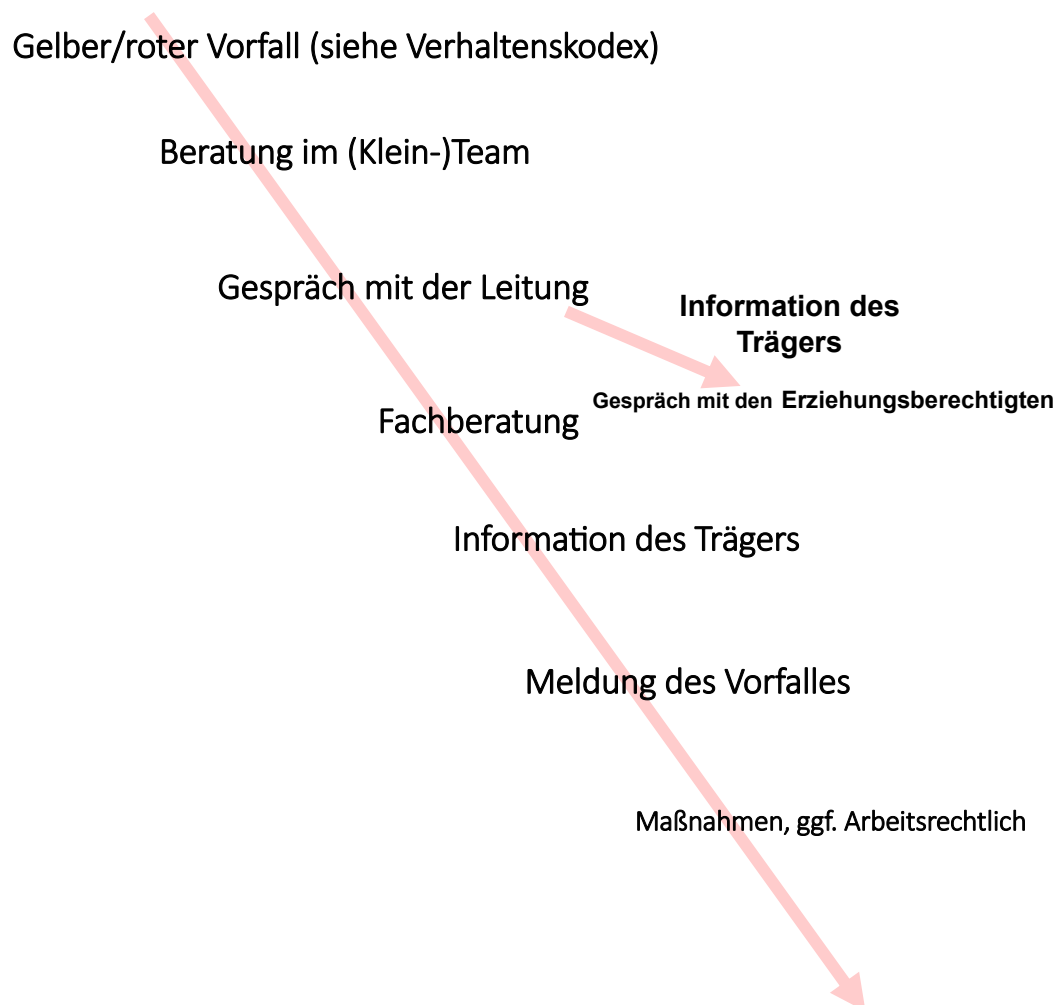 Gelber/roter Vorfall (siehe Verhaltenskodex)
Beratung im (Klein-)Team
Gespräch mit der Leitung
Information des
Trägers
Gespräch mit den Erziehungsberechtigten
Fachberatung
Information des Trägers
Meldung des Vorfalles
Maßnahmen, ggf. Arbeitsrechtlich